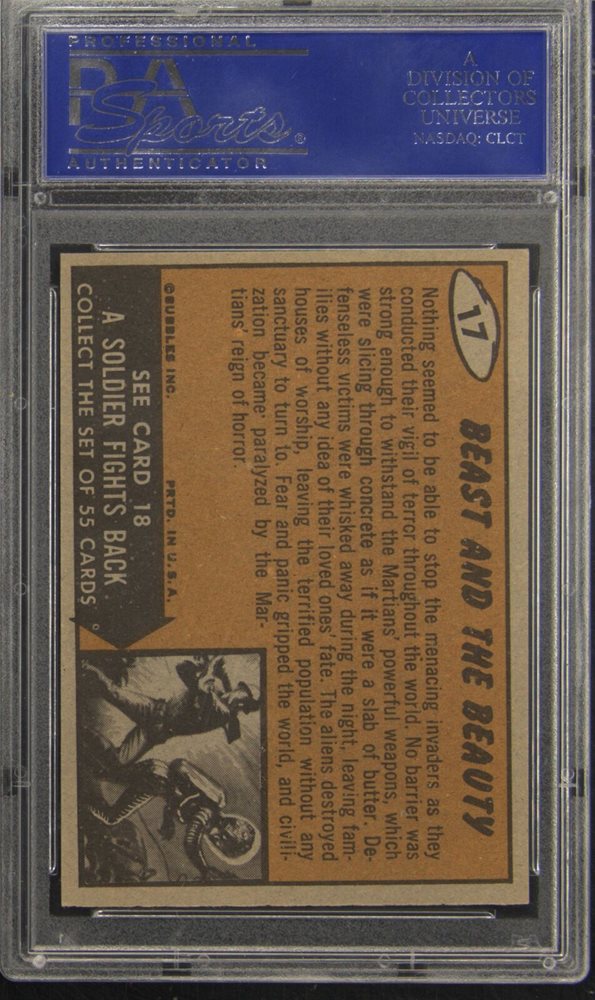 PROFESSIONAL
PSA
Sports®
AUTHENTICATOR
A
DIVISION OF
COLLECTORS
UNIVERSE
NASDAQ: CLCT
17
BEAST AND THE BEAUTY
Nothing seemed to be able to stop the menacing invaders as they
conducted their vigil of terror throughout the world. No barrier was
strong enough to withstand the Martians' powerful weapons, which
were slicing through concrete as if it were a slab of butter. De-
fenseless victims were whisked away during the night, leaving fam-
ilies without any idea of their loved ones' fate. The aliens destroyed
houses of worship, leaving the terrified population without any
sanctuary to turn to. Fear and panic gripped the world, and civili-
zation became paralyzed by the Mar-
tians' reign of horror.
©BUBBLES INC. PRTD. IN U.S.A.
SEE CARD 18
A SOLDIER FIGHTS BACK
COLLECT THE SET OF 55 CARDS